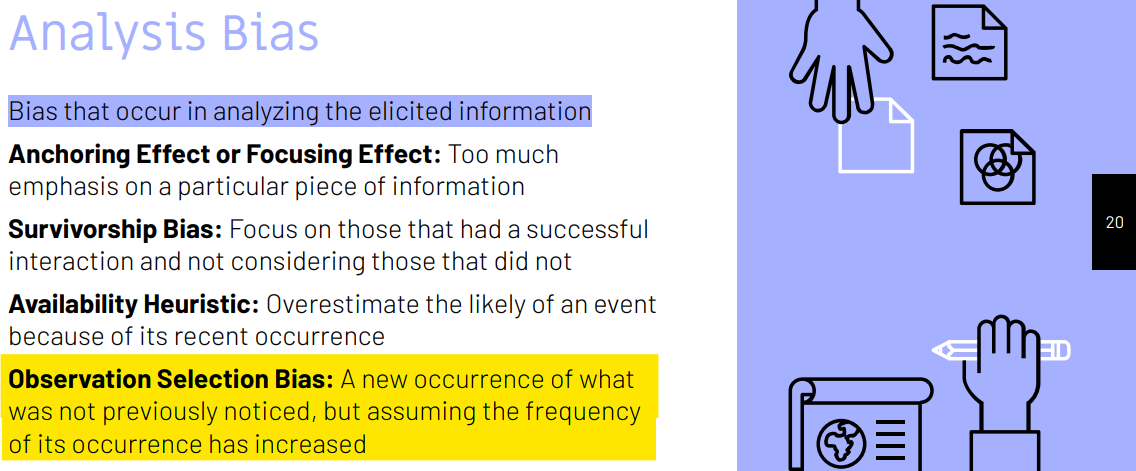 Analysis Bias
Bias that occur in analyzing the elicited information
Anchoring Effect or Focusing Effect: Too much
emphasis on a particular piece of information
Survivorship Bias: Focus on those that had a successful
interaction and not considering those that did not
Availability Heuristic: Overestimate the likely of an event
because of its recent occurrence
Observation Selection Bias: A new occurrence of what
was not previously noticed, but assuming the frequency
of its occurrence has increased
20